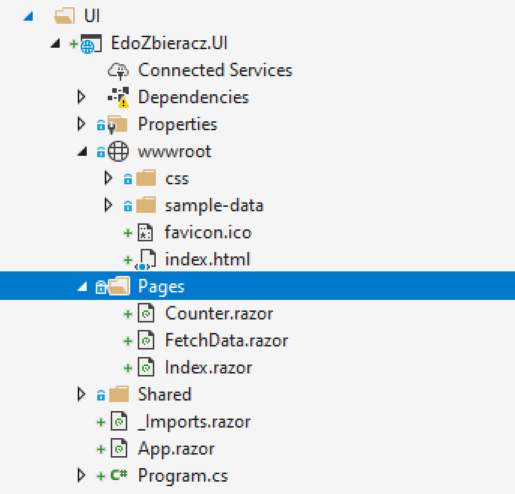 UI
EdoZbieracz.UI
Connected Services
Dependencies
Properties
wwwroot
css
sample-data
favicon.ico
index.html
Pages
Counter.razor
FetchData.razor
Index.razor
Shared
_Imports.razor
App.razor
C# Program.cs